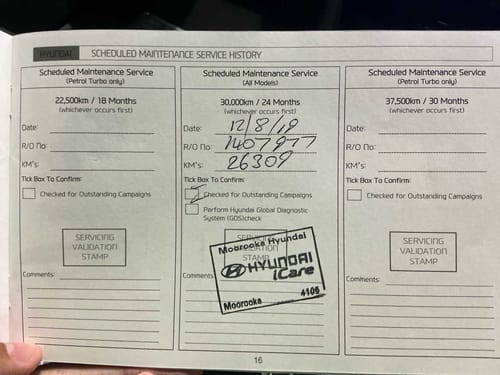 HYUNDAI SCHEDULED MAINTENANCE SERVICE HISTORY
Scheduled Maintenance Service
(Petrol Turbo only)
22,500km / 18 Months
(whichever occurs first)
Date:
R/O No:
KM's:
Tick Box To Confirm:
Checked for Outstanding Campaigns
SERVICING
VALIDATION
STAMP
Comments:
Scheduled Maintenance Service
(All Models)
30,000km / 24 Months
(whichever occurs first)
Date: 12/8/19
R/O No: 1407977
KM's: 26309
Tick Box To Confirm:
Checked for Outstanding Campaigns
Perform Hyundai Global Diagnostic
System (GDS)check
Moorooka Hyundai
HYUNDAI
iCare
Moorooka 4105
Comments:
Scheduled Maintenance Service
(Petrol Turbo only)
37,500km / 30 Months
(whichever occurs first)
Date:
R/O No:
KM's:
Tick Box To Confirm:
Checked for Outstanding Campaigns
SERVICING
VALIDATION
STAMP
Comments:
16